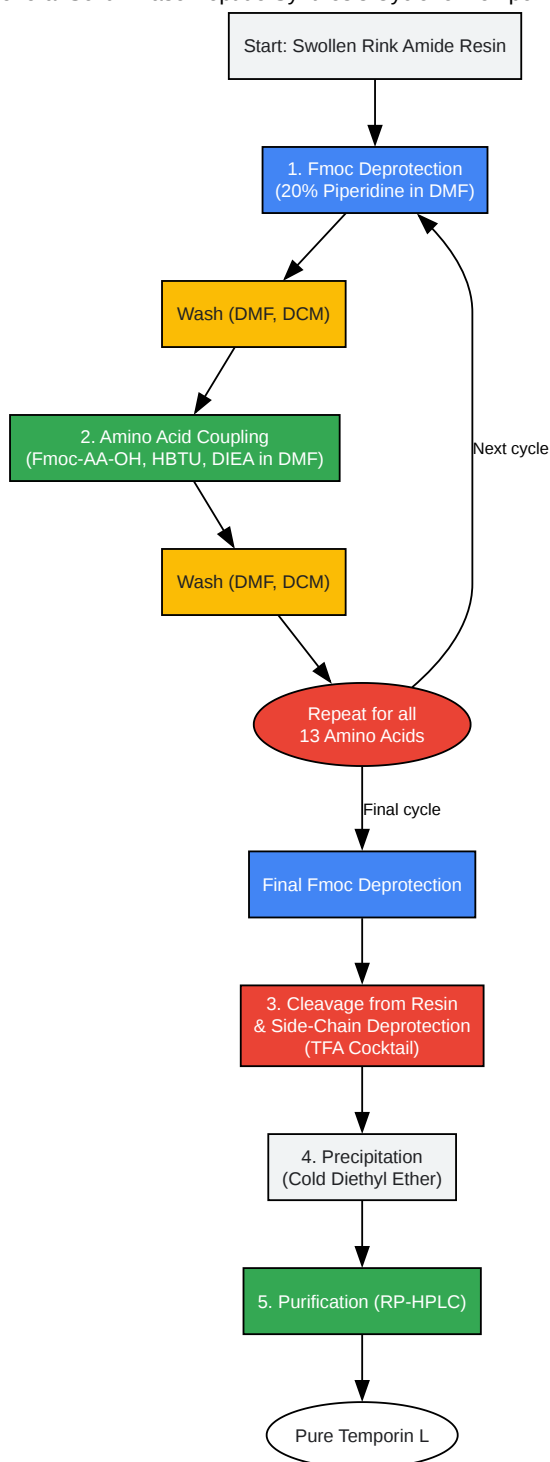 Start: Swollen Rink Amide Resin
1. Fmoc Deprotection
(20% Piperidine in DMF)
Wash (DMF, DCM)
2. Amino Acid Coupling
(Fmoc-AA-OH, HBTU, DIEA in DMF)
Next cycle
Wash (DMF, DCM)
Repeat for all
13 Amino Acids
Final cycle
Final Fmoc Deprotection
3. Cleavage from Resin
& Side-Chain Deprotection
(TFA Cocktail)
4. Precipitation
(Cold Diethyl Ether)
5. Purification (RP-HPLC)
Pure Temporin L